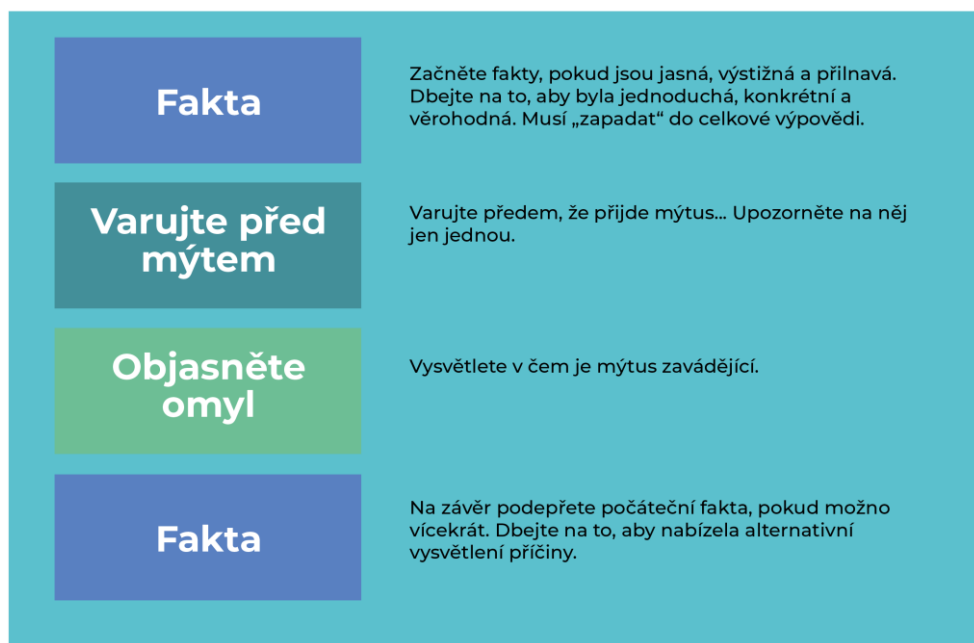 Fakta
Začněte fakty, pokud jsou jasná, výstižná a přilnavá.
Dbejte na to, aby byla jednoduchá, konkrétní a
věrohodná. Musí „zapadat“ do celkové výpovědi.
Varujte před
mýtem
Varujte předem, že přijde mýtus... Upozorněte na něj
jen jednou.
Objasněte
omyl
Vysvětlete v čem je mýtus zavádějící.
Fakta
Na závěr podepřete počáteční fakta, pokud možno
vícekrát. Dbejte na to, aby nabízela alternativní
vysvětlení příčiny.